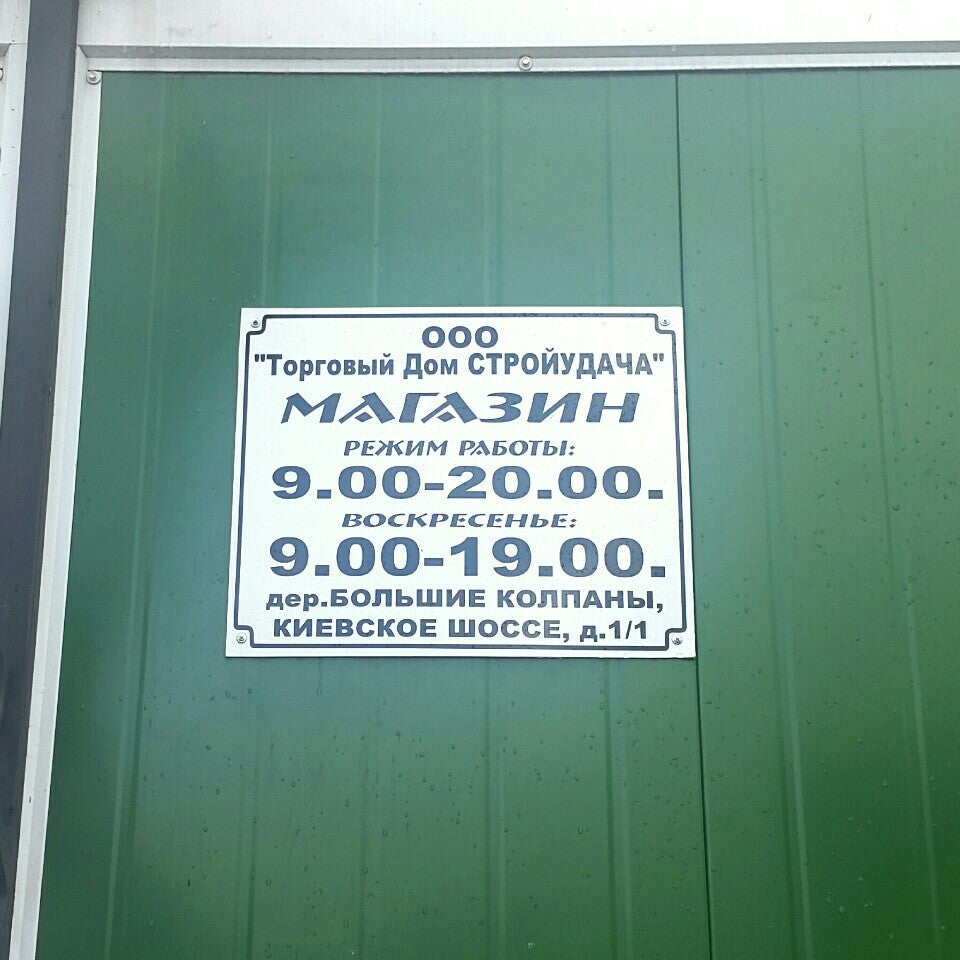 ООО
"Торговый Дом СТРОЙУДАЧА"
МАГАЗИН
РЕЖИМ РАБОТЫ:
9.00-20.00.
ВОСКРЕСЕНЬЕ:
9.00-19.00.
дер.БОЛЬШИЕ КОЛПАНЫ,
КИЕВСКОЕ ШОССЕ, д.1/1